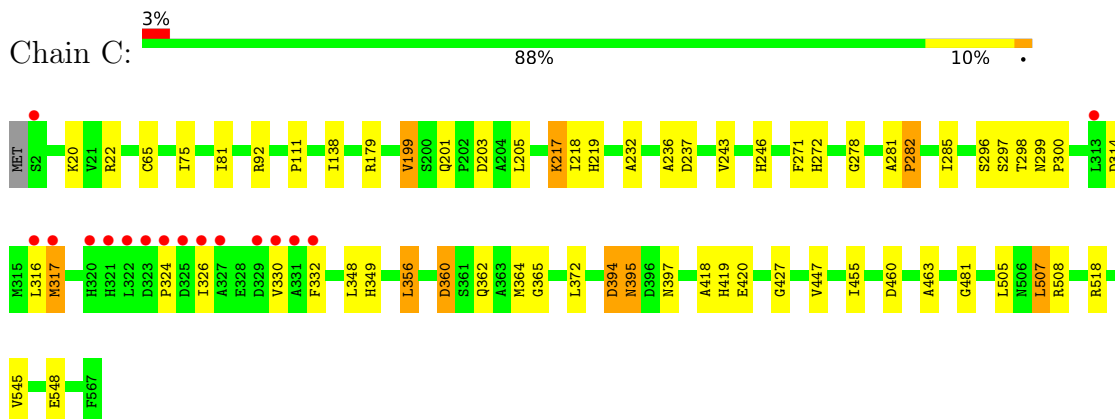 3%
Chain C:
88% 10% •
MET S2 K20 V21 R22 C65 I75 I81 R92 P111 I138 R179 V199 S200 Q201 P202 D203 A204 L205 K217 I218 H219 A232 A236 D237 V243 H246 F271 H272 G278 A281 P282 I285 S296 S297 T298 N299 P300 L313
M315 L316 M317 H320 H321 L322 D323 P324 D325 I326 A327 E328 D329 V330 A331 F332 L348 H349 L356 D360 S361 Q362 A363 M364 G365 L372 D394 N395 D396 N397 A418 H419 E420 G427 V447 I455 D460 A463 G481 L505 N506 L507 R508 R518
V545 E548 F567